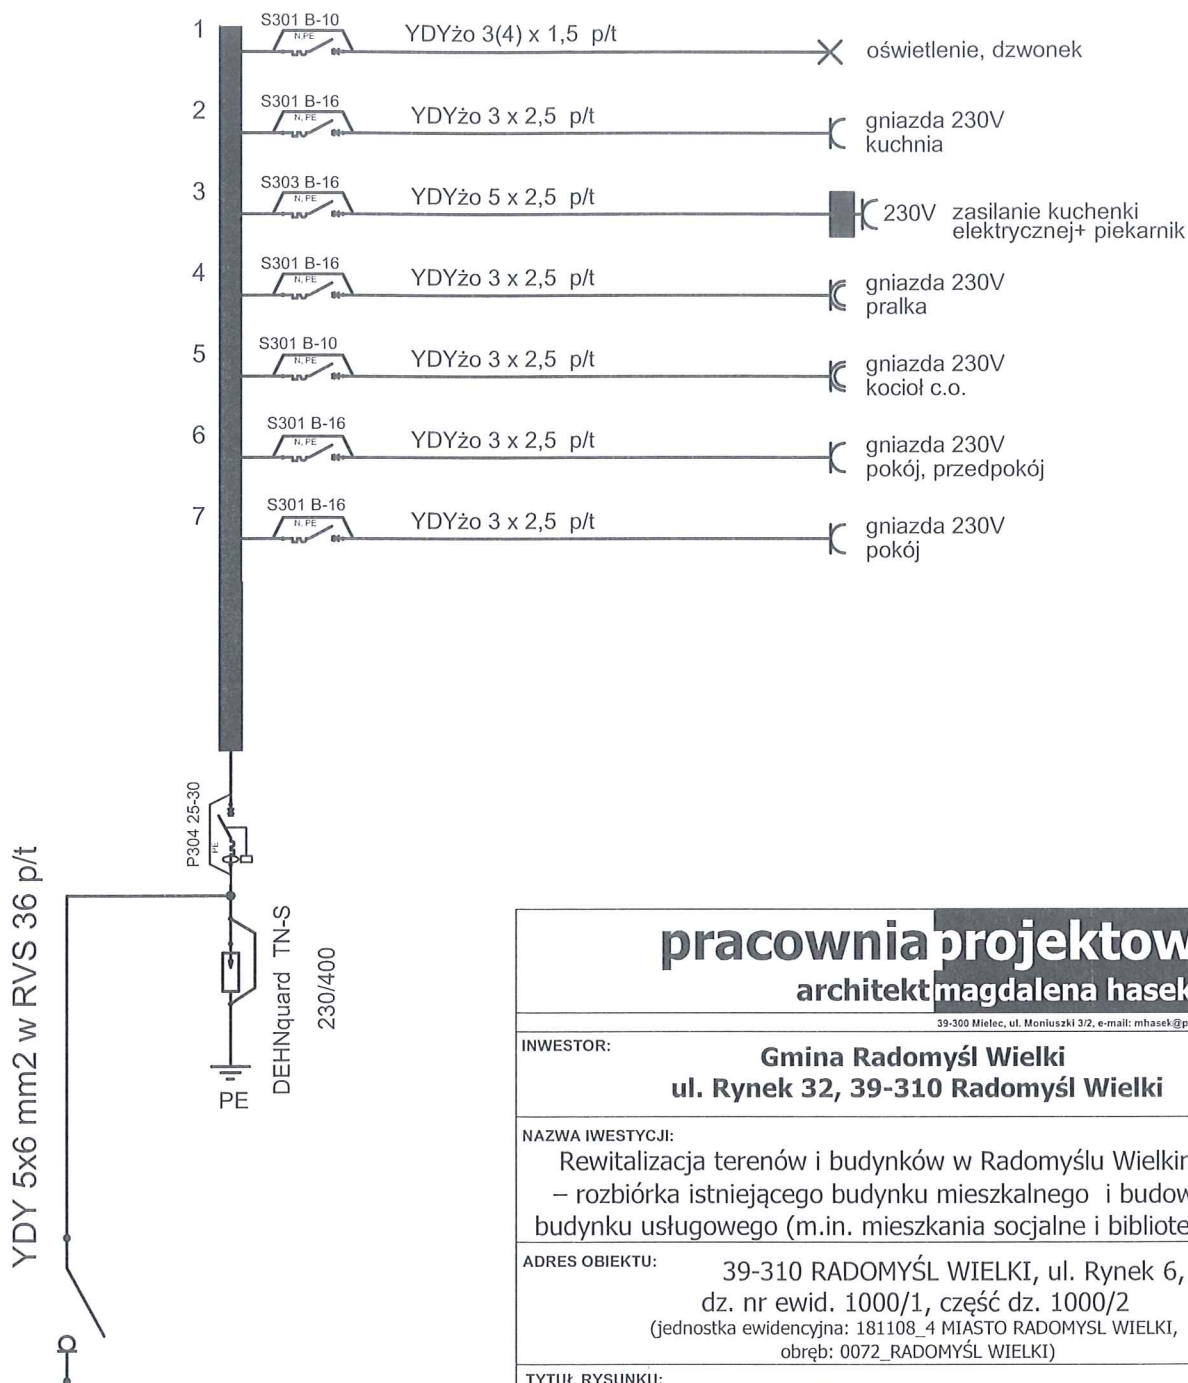 1
S301 B-10
N,PE
YDYżo 3(4) x 1,5 p/t
oświetlenie, dzwonek
2
S301 B-16
N, PE
YDYżo 3 x 2,5 p/t
gniazda 230V
kuchnia
3
S303 B-16
N, PE
YDYżo 5 x 2,5 p/t
230V zasilanie kuchenki
elektrycznej+ piekarnik
4
S301 B-16
N, PE
YDYżo 3 x 2,5 p/t
gniazda 230V
pralka
5
S301 B-10
N, PE
YDYżo 3 x 2,5 p/t
gniazda 230V
kocioł c.o.
6
S301 B-16
N, PE
YDYżo 3 x 2,5 p/t
gniazda 230V
pokój, przedpokój
7
S301 B-16
N, PE
YDYżo 3 x 2,5 p/t
gniazda 230V
pokój
P304 25-30
PE
YDY 5x6 mm2 w RVS 36 p/t
DEHNquard TN-S
230/400
PE
pracownia projektow
architekt magdalena hasek
39-300 Mielec, ul. Moniuszki 3/2, e-mail: mhasek@p
INWESTOR:
Gmina Radomyśl Wielki
ul. Rynek 32, 39-310 Radomyśl Wielki
NAZWA IWESTYCJI:
Rewitalizacja terenów i budynków w Radomyślu Wielkin
– rozbiórka istniejącego budynku mieszkalnego i budow
budynku usługowego (m.in. mieszkania socjalne i bibliote
ADRES OBIEKTU:
39-310 RADOMYŚL WIELKI, ul. Rynek 6,
dz. nr ewid. 1000/1, część dz. 1000/2
(jednostka ewidencyjna: 181108_4 MIASTO RADOMYSL WIELKI,
obręb: 0072_RADOMYŚL WIELKI)
TYTUŁ RYSUNKU: